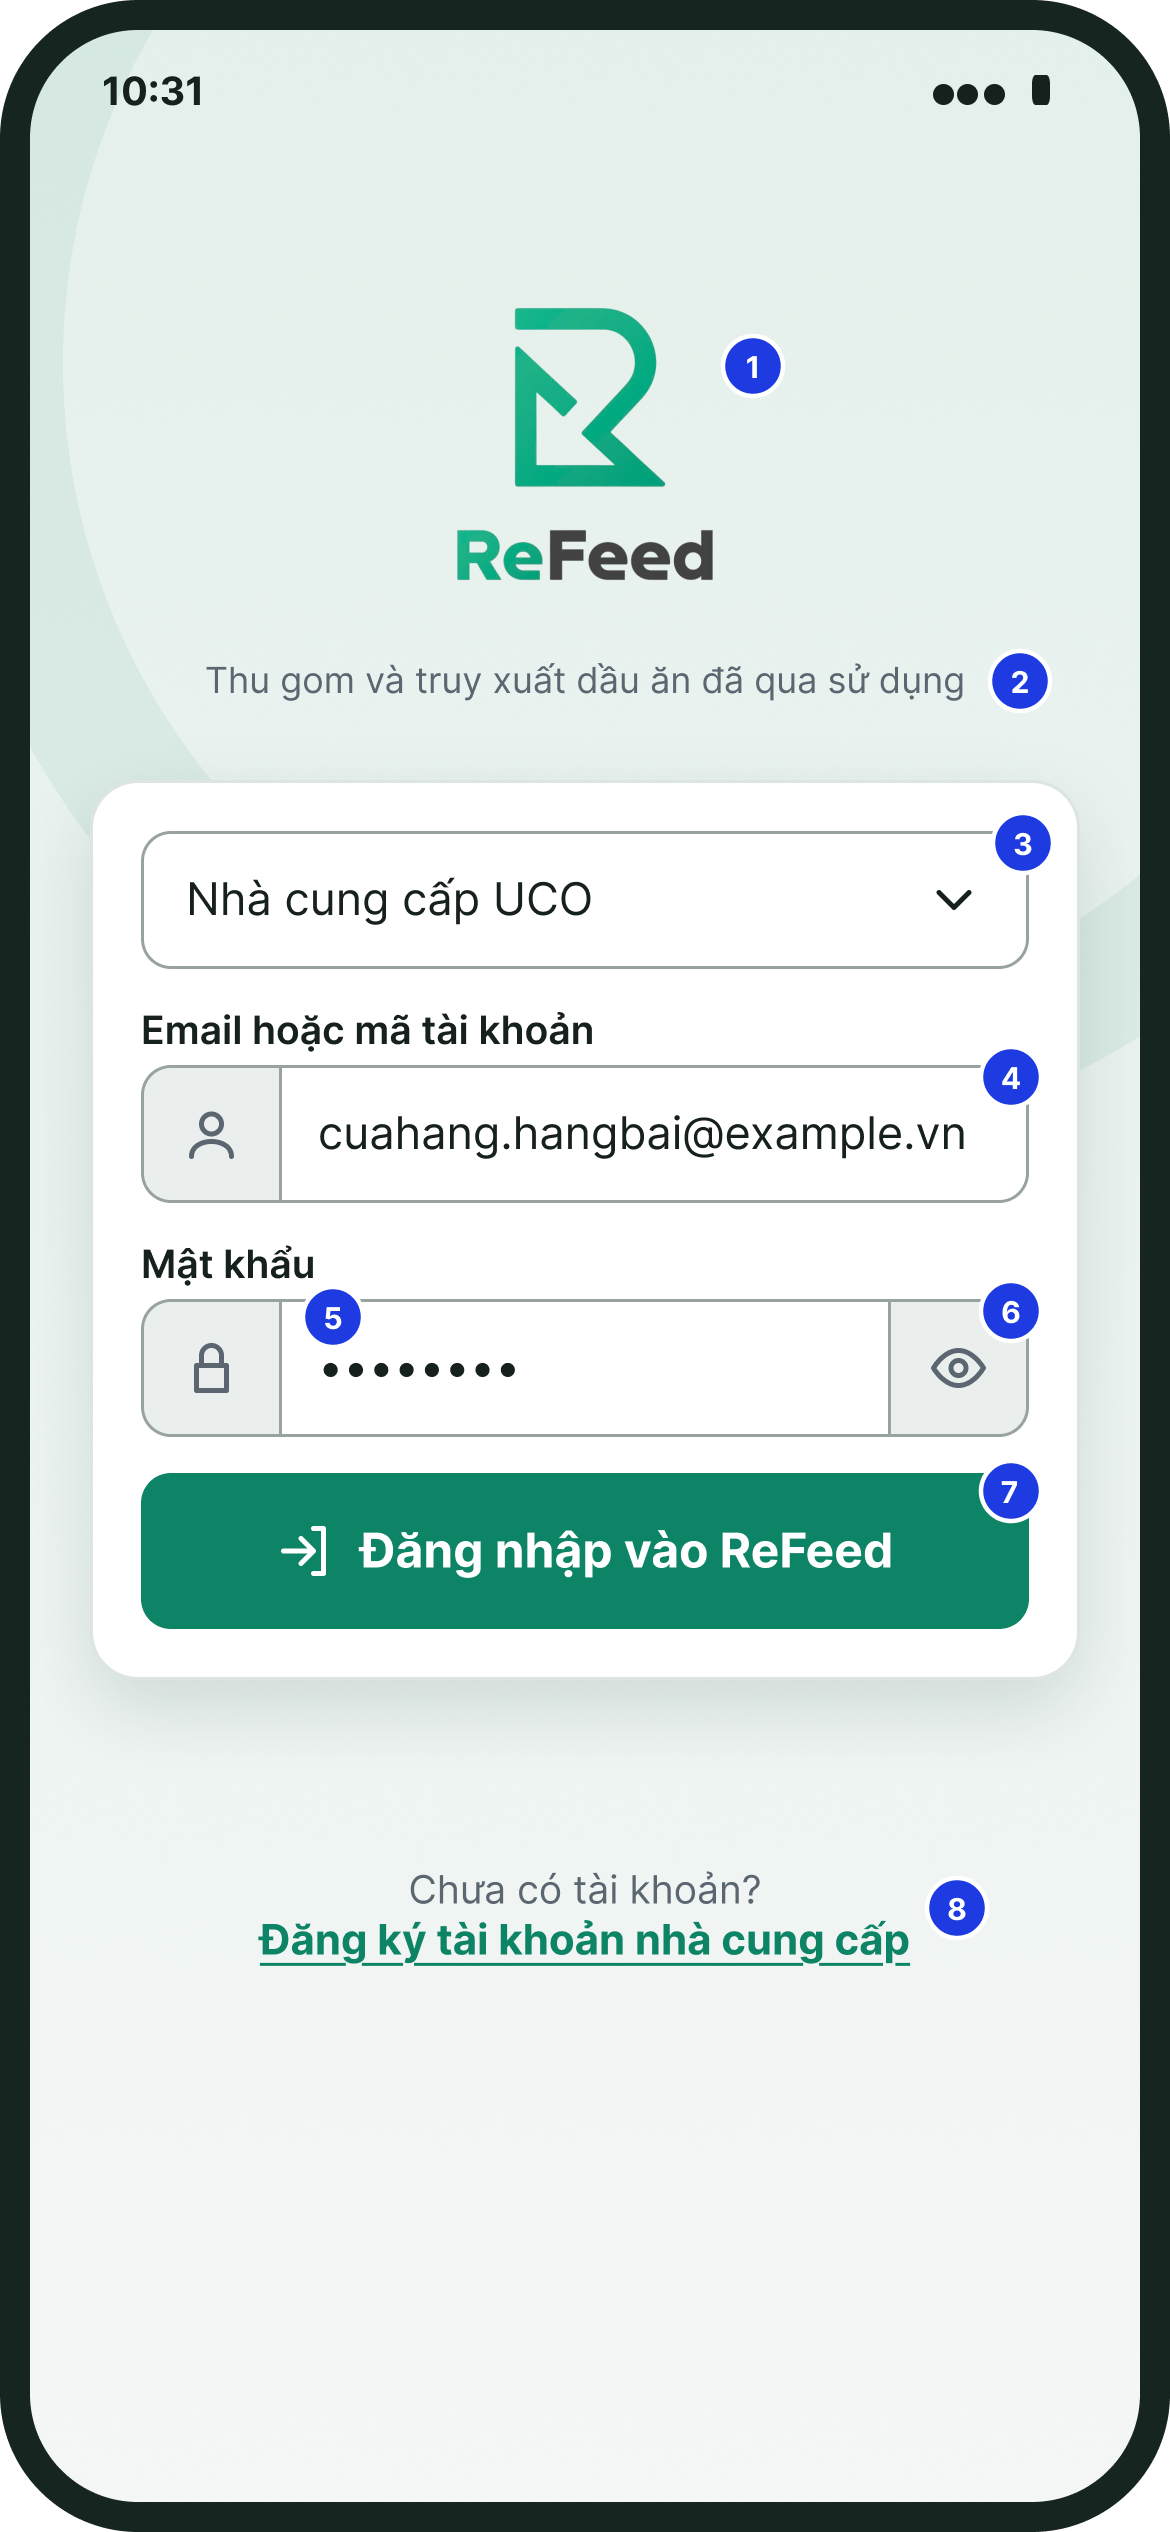 10:31
1
ReFeed
Thu gom và truy xuất dầu ăn đã qua sử dụng
2
3
Nhà cung cấp UCO
Email hoặc mã tài khoản
4
cuahang.hangbai@example.vn
Mật khẩu
5
6
••••••••
7
Đăng nhập vào ReFeed
Chưa có tài khoản?
8
Đăng ký tài khoản nhà cung cấp